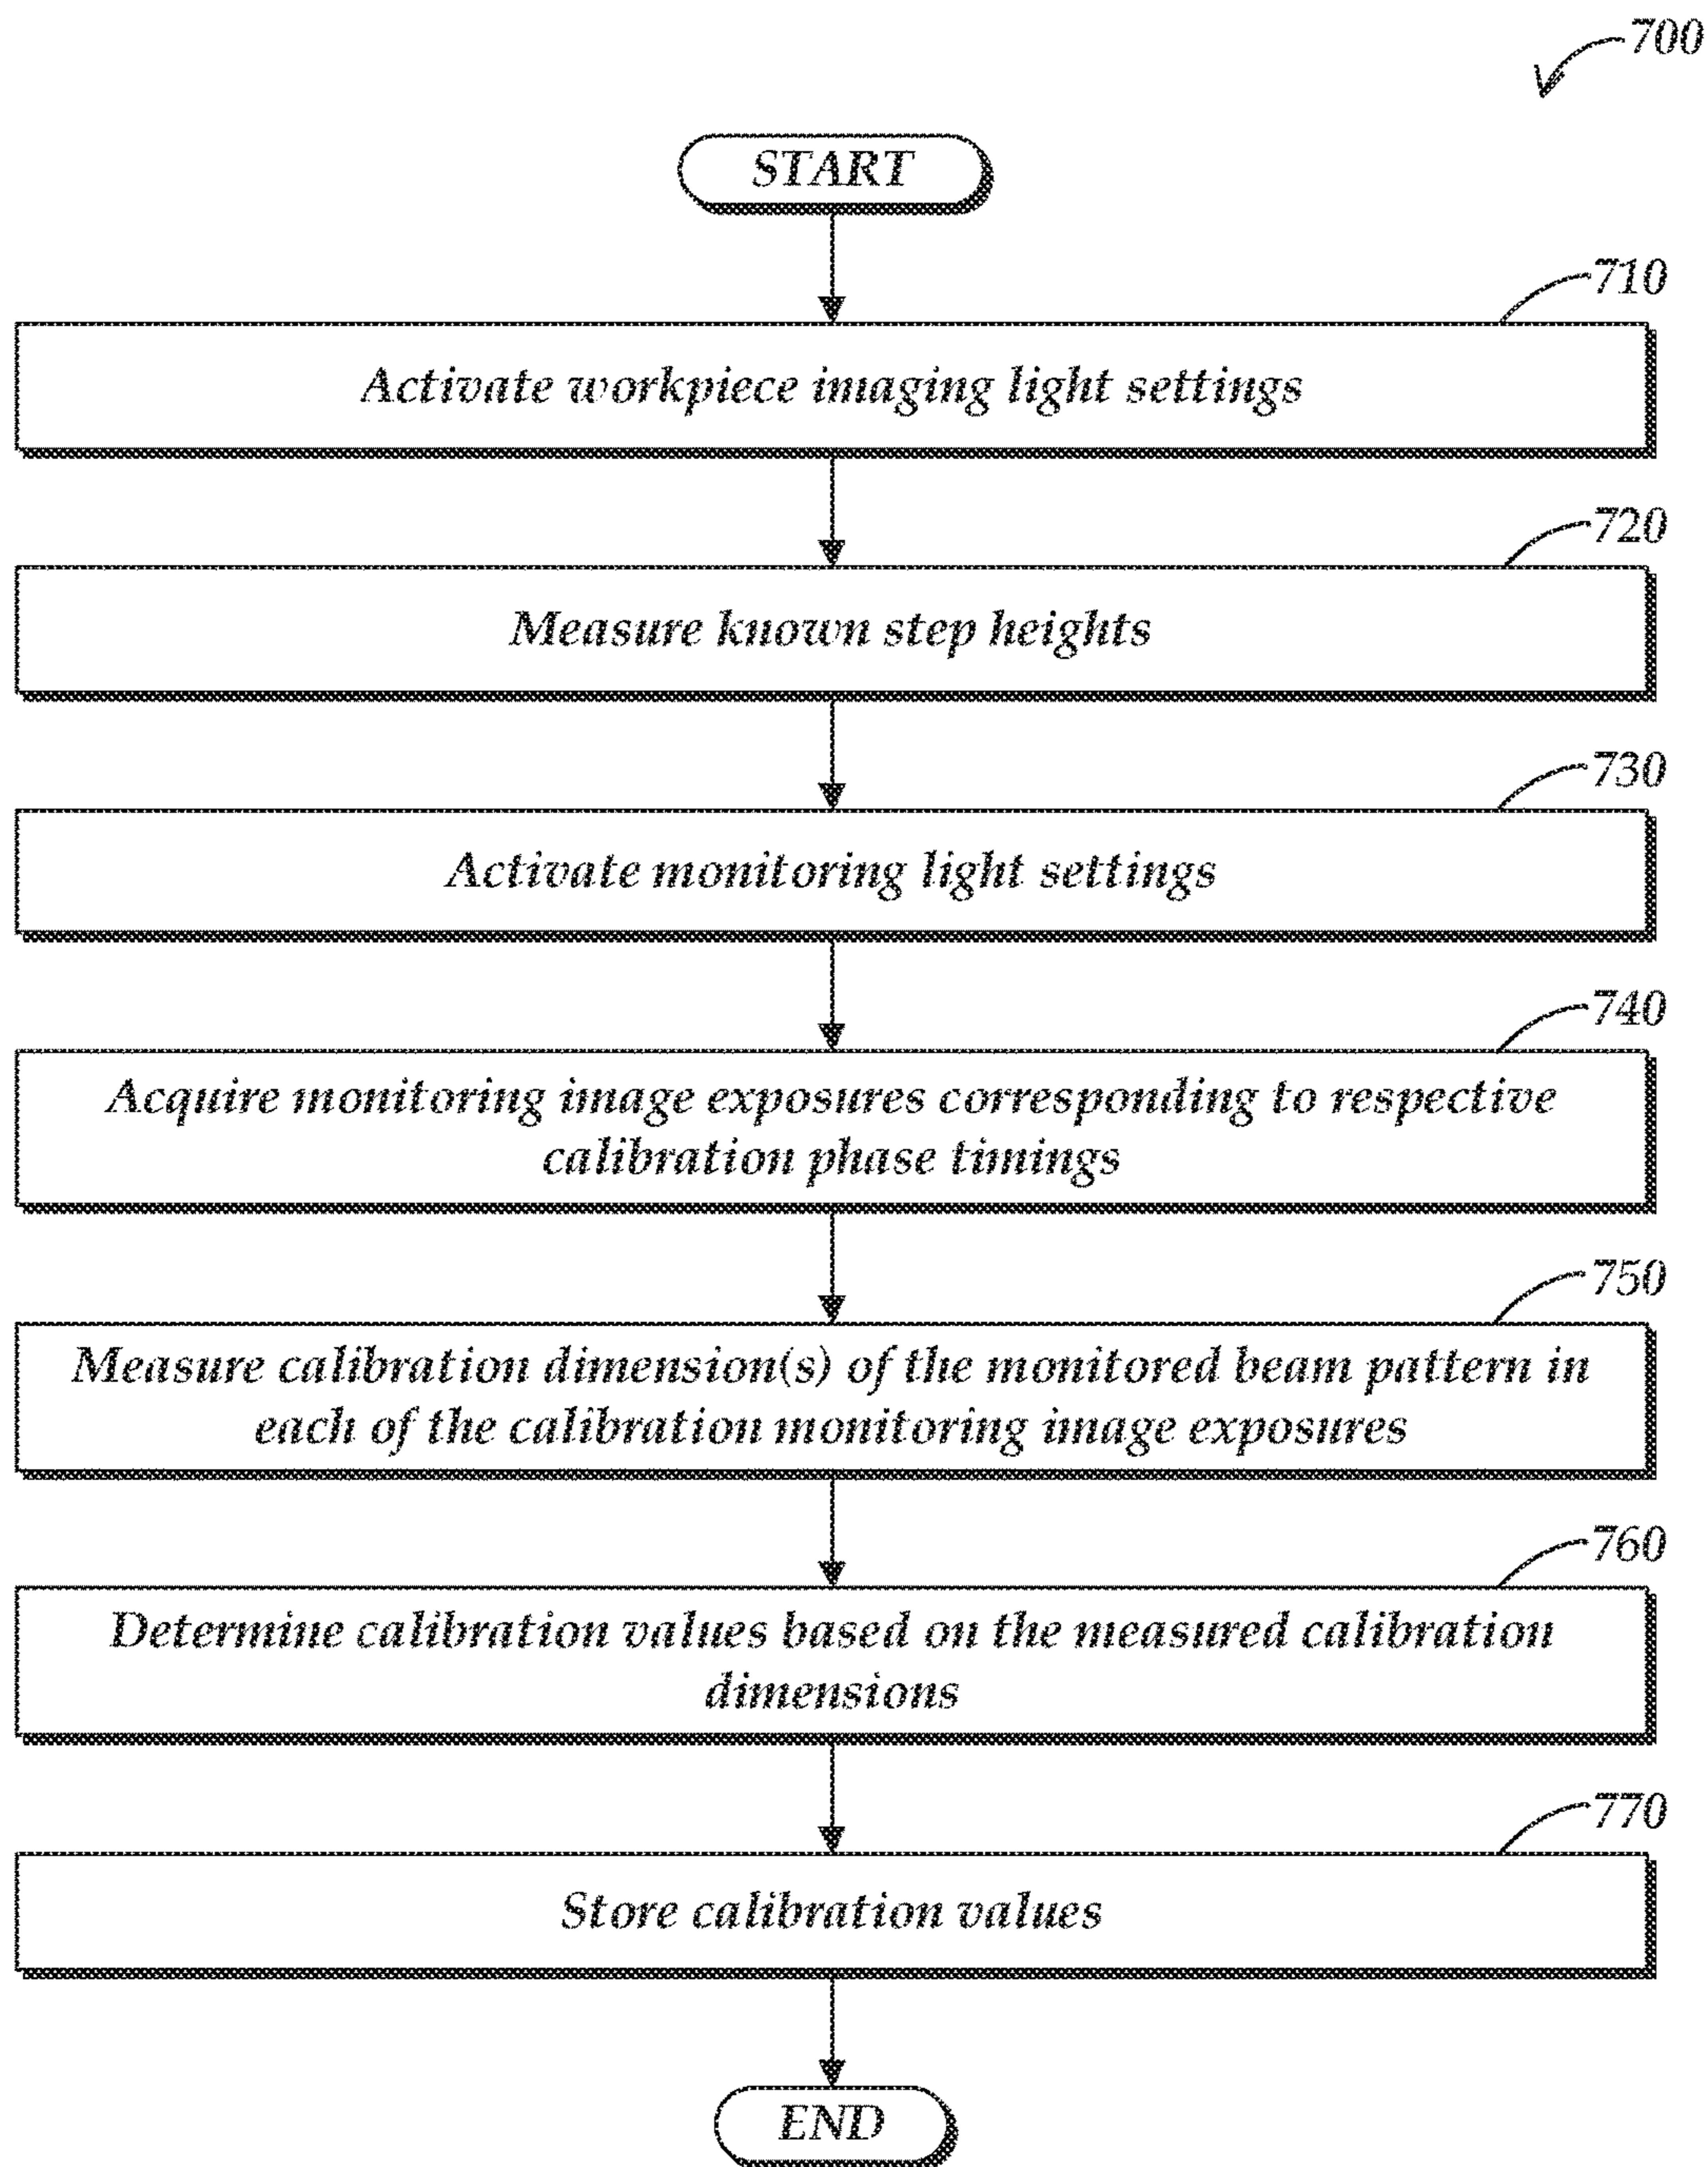 700
START
710
Activate workpiece imaging light settings
720
Measure known step heights
730
Activate monitoring light settings
740
Acquire monitoring image exposures corresponding to respective
calibration phase timings
750
Measure calibration dimension(s) of the monitored beam pattern in
each of the calibration monitoring image exposures
760
Determine calibration values based on the measured calibration
dimensions
770
Store calibration values
END